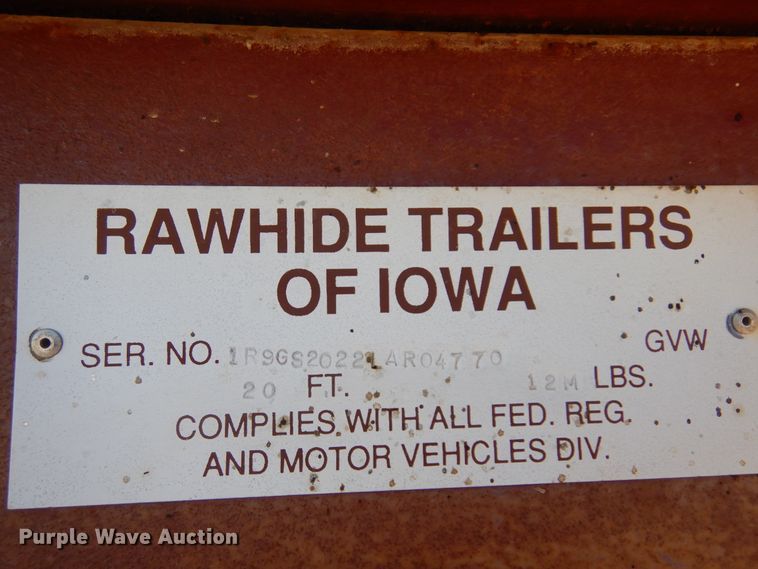 RAWHIDE TRAILERS
OF IOWA
SER. NO. 1R9GS20221AR04770 GVW
20 FT. 12M LBS.
COMPLIES WITH ALL FED. REG.
AND MOTOR VEHICLES DIV.
Purple Wave Auction